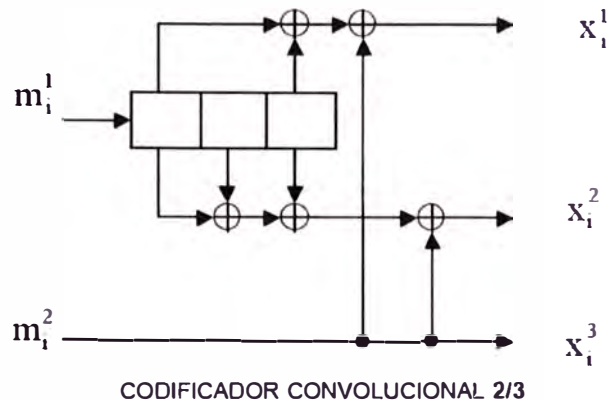 x_i^1
m_i^1
x_i^2
m_i^2
x_i^3
CODIFICADOR CONVOLUCIONAL 2/3